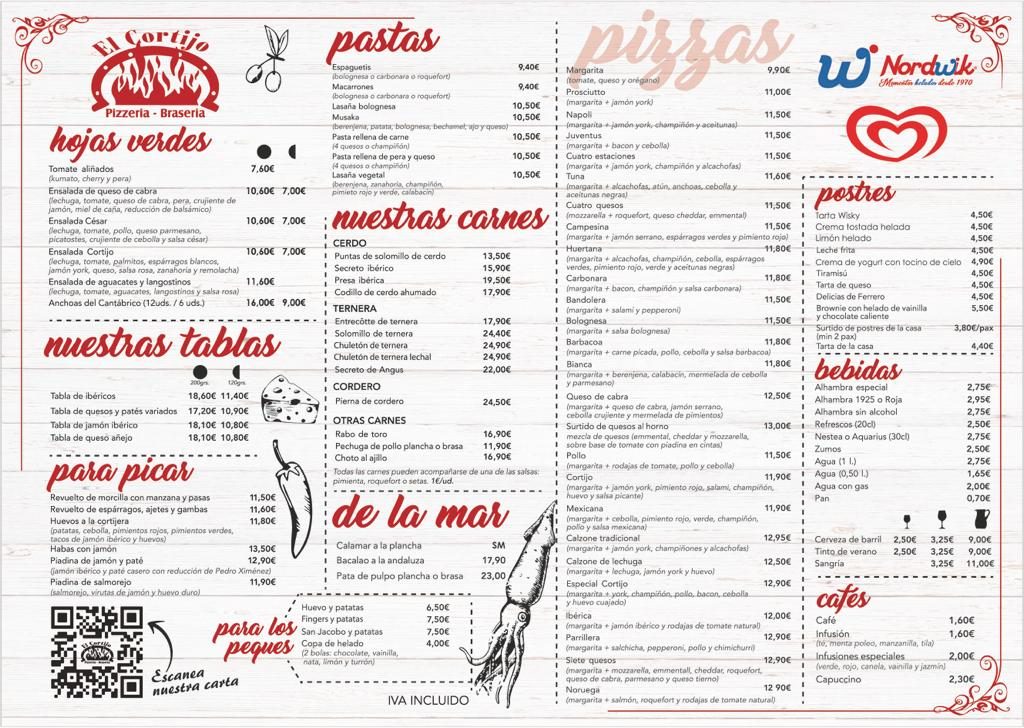 El Cortijo
Pizzeria - Braseria
hojas verdes
Tomate aliñados 7,60€
(kumato, cherry y pera)
Ensalada de queso de cabra 10,60€ 7,00€
(lechuga, tomate, queso de cabra, pera, crujiente de
jamón, miel de caña, reducción de balsámico)
Ensalada César 10,60€ 7,00€
(lechuga, tomate, pollo, queso parmesano,
picatostes, crujiente de cebolla y salsa césar)
Ensalada Cortijo 10,60€ 7,00€
(lechuga, tomate, palmitos, espárragos blancos,
jamón york, queso, salsa rosa, zanahoria y remolacha)
Ensalada de aguacates y langostinos 11,60€
(lechuga, tomate, aguacates, langostinos y salsa rosa)
Anchoas del Cantábrico (12uds. / 6 uds.) 16,00€ 9,00€
nuestras tablas
200grs. 120grs.
Tabla de ibéricos 18,60€ 11,40€
Tabla de quesos y patés variados 17,20€ 10,90€
Tabla de jamón ibérico 18,10€ 10,80€
Tabla de queso añejo 18,10€ 10,80€
para picar
Revuelto de morcilla con manzana y pasas 11,50€
Revuelto de espárragos, ajetes y gambas 11,60€
Huevos a la cortijera 11,80€
(patatas, cebolla, pimientos rojos, pimientos verdes,
tacos de jamón ibérico y huevos)
Habas con jamón 13,50€
Piadina de jamón y paté 12,90€
(jamón ibérico y paté casero con reducción de Pedro Ximénez)
Piadina de salmorejo 11,90€
(salmorejo, virutas de jamón y huevo duro)
El Cortijo
Escanea
nuestra carta
pastas
Espaguetis 9,40€
(bolognesa o carbonara o roquefort)
Macarrones 9,40€
(bolognesa o carbonara o roquefort)
Lasaña bolognesa 10,50€
Musaka 10,50€
(berenjena, patata, bolognesa, bechamel, ajo y queso)
Pasta rellena de carne 10,50€
(4 quesos o champiñón)
Pasta rellena de pera y queso 10,50€
(4 quesos o champiñón)
Lasaña vegetal 10,50€
(berenjena, zanahoria, champiñón,
pimieto rojo y verde, calabacín)
nuestras carnes
CERDO
Puntas de solomillo de cerdo 13,50€
Secreto ibérico 15,90€
Presa ibérica 19,50€
Codillo de cerdo ahumado 17,90€
TERNERA
Entrecôtte de ternera 17,90€
Solomillo de ternera 24,40€
Chuletón de ternera 24,90€
Chuletón de ternera lechal 24,90€
Secreto de Angus 22,00€
CORDERO
Pierna de cordero 24,50€
OTRAS CARNES
Rabo de toro 16,90€
Pechuga de pollo plancha o brasa 11,90€
Choto al ajillo 16,90€
Todas las carnes pueden acompañarse de una de las salsas:
pimienta, roquefort o setas. 1€/ud.
de la mar
Calamar a la plancha SM
Bacalao a la andaluza 17,90
Pata de pulpo plancha o brasa 23,00
para los
peques
Huevo y patatas 6,50€
Fingers y patatas 7,50€
San Jacobo y patatas 7,50€
Copa de helado 4,00€
(2 bolas: chocolate, vainilla,
nata, limón y turrón)
IVA INCLUIDO
pizzas
Margarita 9,90€
(tomate, queso y orégano)
Prosciutto 11,00€
(margarita + jamón york)
Napoli 11,50€
(margarita + jamón york, champiñón y aceitunas)
Juventus 11,50€
(margarita + bacon y cebolla)
Cuatro estaciones 11,50€
(margarita + jamón york, champiñón y alcachofas)
Tuna 11,60€
(margarita + alcachofas, atún, anchoas, cebolla y
aceitunas negras)
Cuatro quesos 11,50€
(mozzarella + roquefort, queso cheddar, emmental)
Campesina 11,50€
(margarita + jamón serrano, espárragos verdes y pimiento rojo)
Huertana 11,80€
(margarita + alcachofas, champiñón, cebolla, espárragos
verdes, pimiento rojo, verde y aceitunas negras)
Carbonara 11,80€
(margarita + bacon, champiñón y salsa carbonara)
Bandolera 11,50€
(margarita + salami y pepperoni)
Bolognesa 11,50€
(margarita + salsa bolognesa)
Barbacoa 11,80€
(margarita + carne picada, pollo, cebolla y salsa barbacoa)
Bianca 11,80€
(margarita + berenjena, calabacín, mermelada de cebolla
y parmesano)
Queso de cabra 12,50€
(margarita + queso de cabra, jamón serrano,
cebolla crujiente y mermelada de pimientos)
Surtido de quesos al horno 13,00€
mezcla de quesos (emmental, cheddar y mozzarella,
sobre base de tomate con piadina en cintas)
Pollo 11,50€
(margarita + rodajas de tomate, pollo y cebolla)
Cortijo 11,90€
(margarita + jamón york, pimiento rojo, salami, champiñón,
huevo y salsa picante)
Mexicana 11,90€
(margarita + cebolla, pimiento rojo, verde, champiñón,
pollo y salsa mexicana)
Calzone tradicional 12,95€
(margarita + jamón york, champiñones y alcachofas)
Calzone de lechuga 12,50€
(margarita + lechuga, jamón york y huevo)
Especial Cortijo 12,90€
(margarita + york, champiñón, pollo, bacon, cebolla
y huevo cuajado)
Ibérica 12,00€
(margarita + jamón ibérico y rodajas de tomate natural)
Parrillera 12,90€
(margarita + salchicha, pepperoni, pollo y chimichurri)
Siete quesos 12,90€
(margarita + mozzarella, emmentall, cheddar, roquefort,
queso de cabra, parmesano y queso tierno)
Noruega 12 90€
(margarita + salmón, roquefort y rodajas de tomate natural)
Nordwik
Momentos helados desde 1970
postres
Tarta Wisky 4,50€
Crema tostada helada 4,50€
Limón helado 4,50€
Leche frita 4,50€
Crema de yogurt con tocino de cielo 4,90€
Tiramisú 4,50€
Tarta de queso 4,50€
Delicias de Ferrero 4,50€
Brownie con helado de vainilla 5,50€
y chocolate caliente
Surtido de postres de la casa 3,80€/pax
(min 2 pax)
Tarta de la casa 4,40€
bebidas
Alhambra especial 2,75€
Alhambra 1925 o Roja 2,95€
Alhambra sin alcohol 2,75€
Refrescos (20cl) 2,50€
Nestea o Aquarius (30cl) 2,75€
Zumos 2,50€
Agua (1 l.) 2,75€
Agua (0,50 l.) 1,65€
Agua con gas 2,00€
Pan 0,70€
Cerveza de barril 2,50€ 3,25€ 9,00€
Tinto de verano 2,50€ 3,25€ 9,00€
Sangría 3,25€ 11,00€
cafés
Café 1,60€
Infusión 1,60€
(té, menta poleo, manzanilla, tila)
Infusiones especiales 2,00€
(verde, rojo, canela, vainilla y jazmín)
Capuccino 2,30€